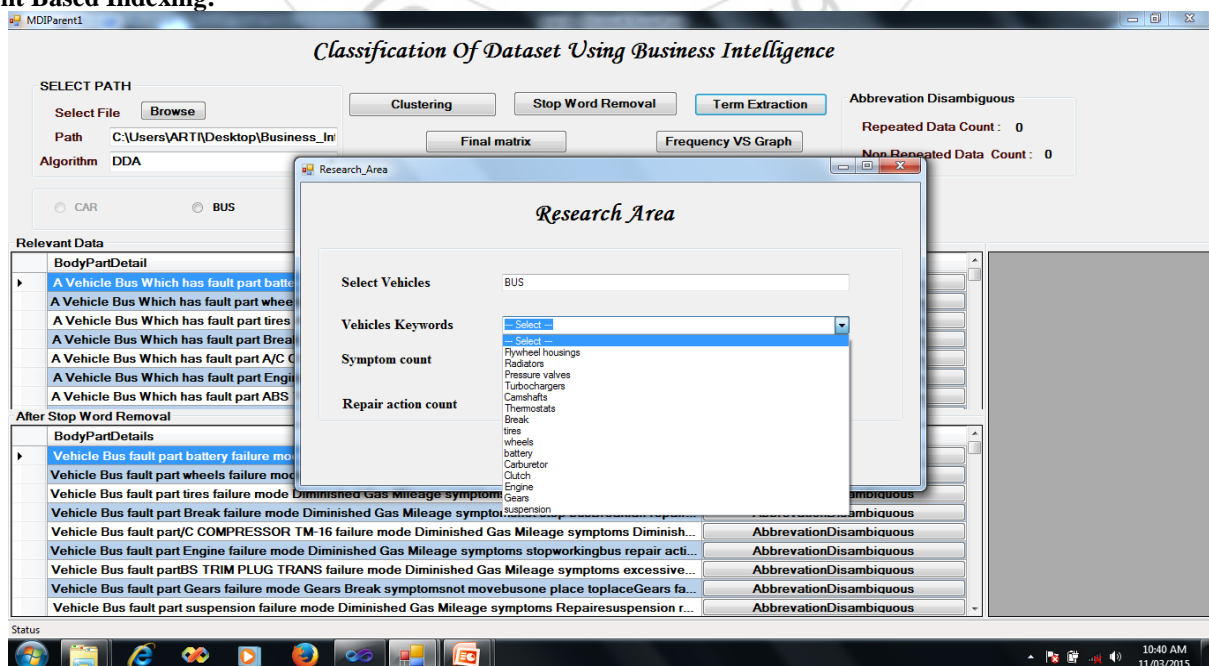 nt Based Indexing:
MDIParent1
Classification Of Dataset Using Business Intelligence
SELECT PATH
Select File Browse
Path C:\Users\ARTI\Desktop\Business_In
Algorithm DDA
Clustering Stop Word Removal Term Extraction
Final matrix Frequency VS Graph
Abbrevation Disambiguous
Repeated Data Count : 0
Non Repeated Data Count : 0
CAR BUS
Research_Area
Research Area
Select Vehicles BUS
Vehicles Keywords --- Select ---
Symptom count
Repair action count
--- Select ---
Flywheel housings
Radiators
Pressure valves
Turbochargers
Camshafts
Thermostats
Break
tires
wheels
battery
Carburetor
Clutch
Engine
Gears
suspension
Relevant Data
BodyPartDetail
A Vehicle Bus Which has fault part batte
A Vehicle Bus Which has fault part whee
A Vehicle Bus Which has fault part tires
A Vehicle Bus Which has fault part Brea
A Vehicle Bus Which has fault part A/C C
A Vehicle Bus Which has fault part Engi
A Vehicle Bus Which has fault part ABS
After Stop Word Removal
BodyPartDetails
Vehicle Bus fault part battery failure mo
Vehicle Bus fault part wheels failure mod
Vehicle Bus fault part tires failure mode Diminished Gas Mileage symptom ambiguous
Vehicle Bus fault part Break failure mode Diminished Gas Mileage AbbrevationDisambiguous
Vehicle Bus fault part/C COMPRESSOR TM-16 failure mode Diminished Gas Mileage symptoms Diminish... AbbrevationDisambiguous
Vehicle Bus fault part Engine failure mode Diminished Gas Mileage symptoms stopworkingbus repair acti... AbbrevationDisambiguous
Vehicle Bus fault partBS TRIM PLUG TRANS failure mode Diminished Gas Mileage symptoms excessive... AbbrevationDisambiguous
Vehicle Bus fault part Gears failure mode Gears Break symptomsnot movebusone place toplaceGears fa... AbbrevationDisambiguous
Vehicle Bus fault part suspension failure mode Diminished Gas Mileage symptoms Repairesuspension r... AbbrevationDisambiguous
Status
10:40 AM
11/03/2015